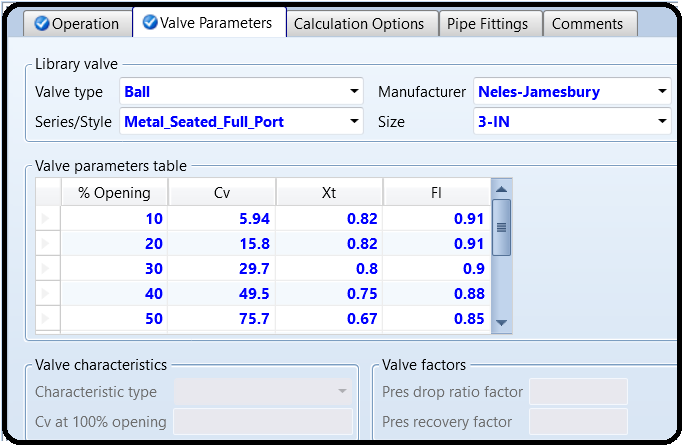 Operation Valve Parameters Calculation Options Pipe Fittings Comments
Library valve
Valve type Ball Manufacturer Neles-Jamesbury
Series/Style Metal_Seated_Full_Port Size 3-IN
Valve parameters table
% Opening Cv Xt Fl
10 5.94 0.82 0.91
20 15.8 0.82 0.91
30 29.7 0.8 0.9
40 49.5 0.75 0.88
50 75.7 0.67 0.85
Valve characteristics Valve factors
Characteristic type Pres drop ratio factor
Cv at 100% opening Pres recovery factor